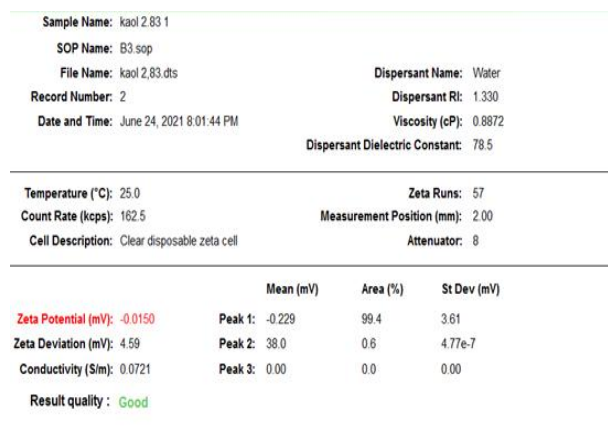 Sample Name: kaol 2.83 1
SOP Name: B3.sop
File Name: kaol 2,83.dts Dispersant Name: Water
Record Number: 2 Dispersant RI: 1.330
Date and Time: June 24, 2021 8:01:44 PM Viscosity (cP): 0.8872
Dispersant Dielectric Constant: 78.5
Temperature (°C): 25.0 Zeta Runs: 57
Count Rate (kcps): 162.5 Measurement Position (mm): 2.00
Cell Description: Clear disposable zeta cell Attenuator: 8
Mean (mV) Area (%) St Dev (mV)
Zeta Potential (mV): -0.0150 Peak 1: -0.229 99.4 3.61
Zeta Deviation (mV): 4.59 Peak 2: 38.0 0.6 4.77e-7
Conductivity (S/m): 0.0721 Peak 3: 0.00 0.0 0.00
Result quality : Good